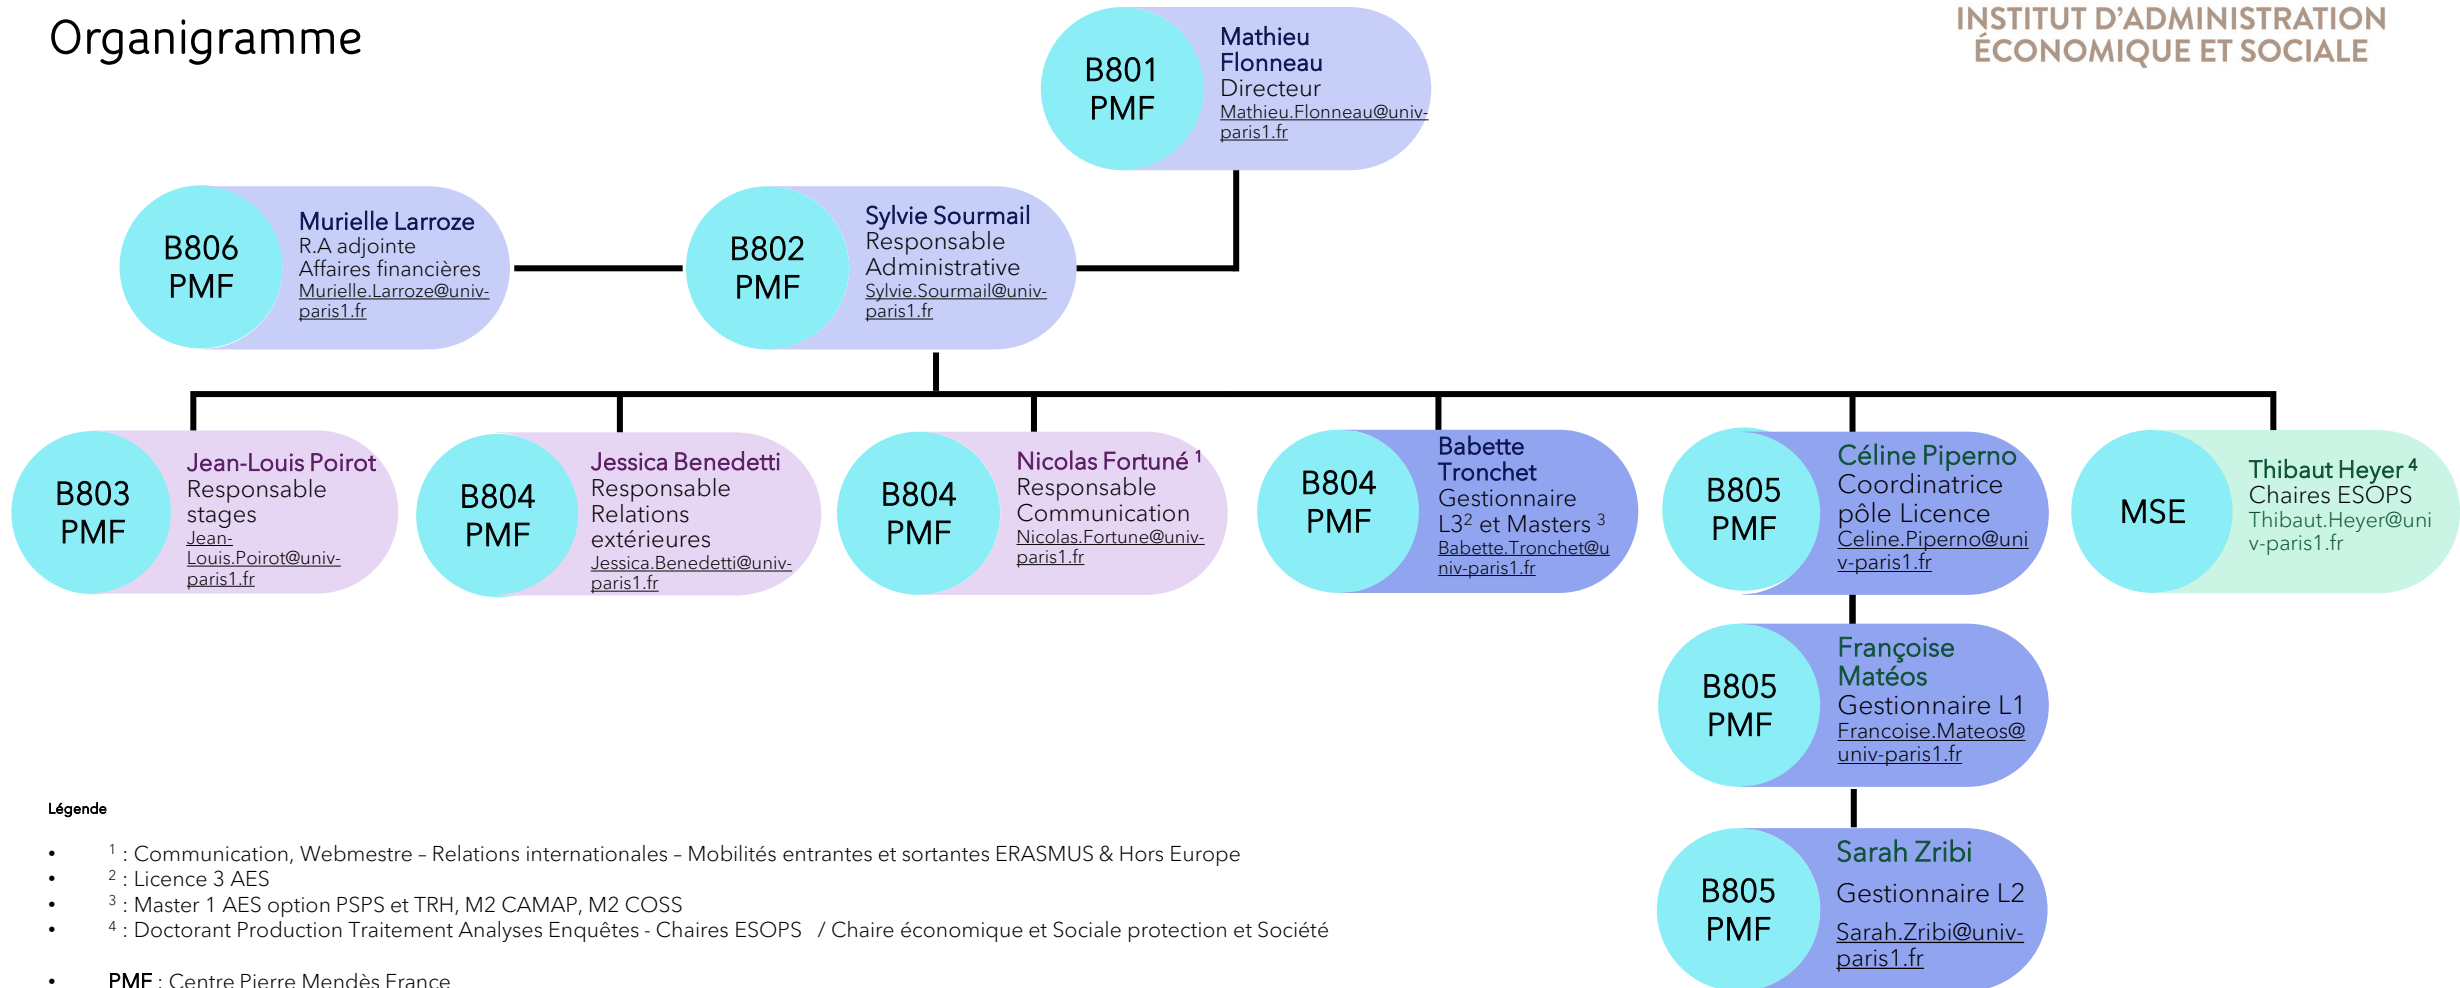 Organigramme
INSTITUT D’ADMINISTRATION
ÉCONOMIQUE ET SOCIALE
B801
PMF
Mathieu
Flonneau
Directeur
Mathieu.Flonneau@univ-
paris1.fr
B806
PMF
Murielle Larroze
R.A adjointe
Affaires financières
Murielle.Larroze@univ-
paris1.fr
B802
PMF
Sylvie Sourmail
Responsable
Administrative
Sylvie.Sourmail@univ-
paris1.fr
B803
PMF
Jean-Louis Poirot
Responsable
stages
Jean-
Louis.Poirot@univ-
paris1.fr
B804
PMF
Jessica Benedetti
Responsable
Relations
extérieures
Jessica.Benedetti@univ-
paris1.fr
B804
PMF
Nicolas Fortuné ¹
Responsable
Communication
Nicolas.Fortune@univ-
paris1.fr
B804
PMF
Babette
Tronchet
Gestionnaire
L3² et Masters ³
Babette.Tronchet@u
niv-paris1.fr
B805
PMF
Céline Piperno
Coordinatrice
pôle Licence
Celine.Piperno@uni
v-paris1.fr
MSE
Thibaut Heyer ⁴
Chaires ESOPS
Thibaut.Heyer@uni
v-paris1.fr
B805
PMF
Françoise
Matéos
Gestionnaire L1
Francoise.Mateos@
univ-paris1.fr
B805
PMF
Sarah Zribi
Gestionnaire L2
Sarah.Zribi@univ-
paris1.fr
Légende
• ¹ : Communication, Webmestre – Relations internationales – Mobilités entrantes et sortantes ERASMUS & Hors Europe
• ² : Licence 3 AES
• ³ : Master 1 AES option PSPS et TRH, M2 CAMAP, M2 COSS
• ⁴ : Doctorant Production Traitement Analyses Enquêtes - Chaires ESOPS / Chaire économique et Sociale protection et Société
• PMF : Centre Pierre Mendès France